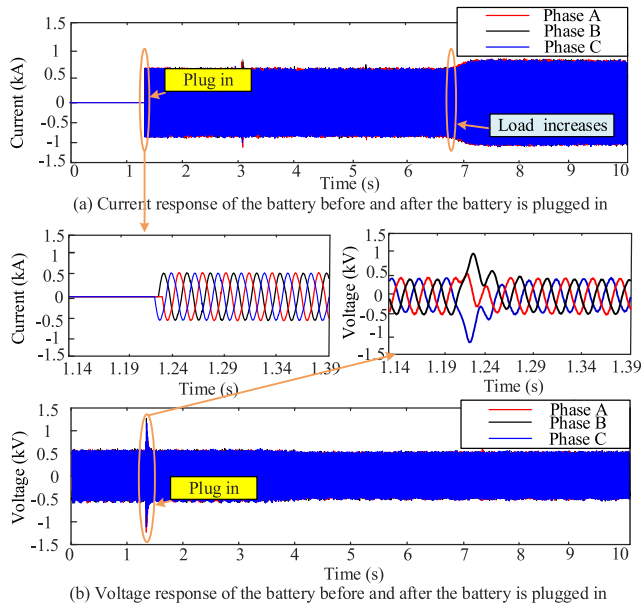 1.5
1
0.5
0
-0.5
-1
-1.5
Current (kA)
Phase A
Phase B
Phase C
Plug in
Load increases
0 1 2 3 4 5 6 7 8 9 10
Time (s)
(a) Current response of the battery before and after the battery is plugged in
1.5
1
0.5
0
-0.5
-1
1.5
Current (kA)
1.14 1.19 1.21 1.24 1.29 1.34 1.39
Time (s)
1.5
1
0.5
0
-0.5
-1
-1.5
Voltage (kV)
1.14 1.19 1.24 1.29 1.34 1.39
Time (s)
1.5
1
0.5
0
-0.5
-1
-1.5
Voltage (kV)
Phase A
Phase B
Phase C
Plug in
0 1 2 3 4 5 6 7 8 9 10
Time (s)
(b) Voltage response of the battery before and after the battery is plugged in